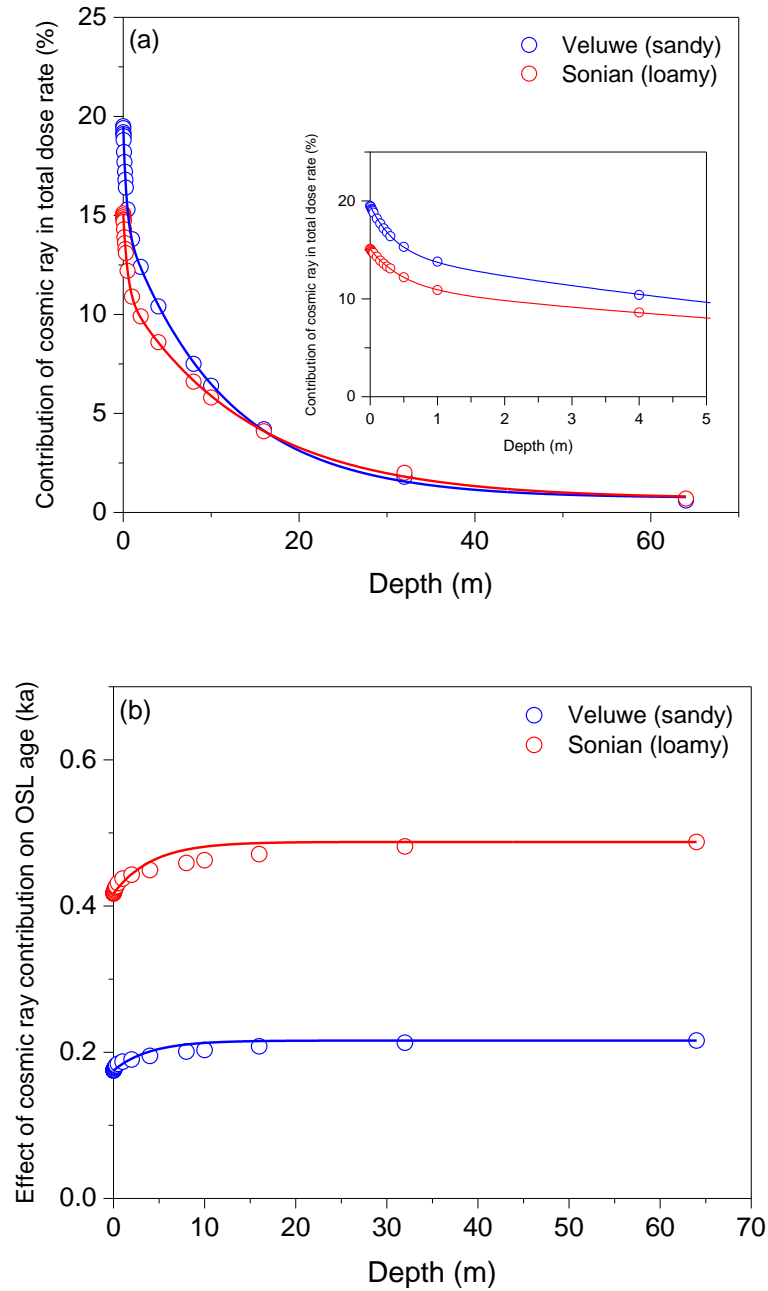 (a)
Veluwe (sandy)
Sonian (loamy)
Contribution of cosmic ray in total dose rate (%)
25
20
15
10
5
0
0 20 40 60
Depth (m)
Contribution of cosmic ray in total dose rate (%)
20
10
0
0 1 2 3 4 5
Depth (m)
(b)
Veluwe (sandy)
Sonian (loamy)
Effect of cosmic ray contribution on OSL age (ka)
0.6
0.4
0.2
0.0
0 10 20 30 40 50 60 70
Depth (m)